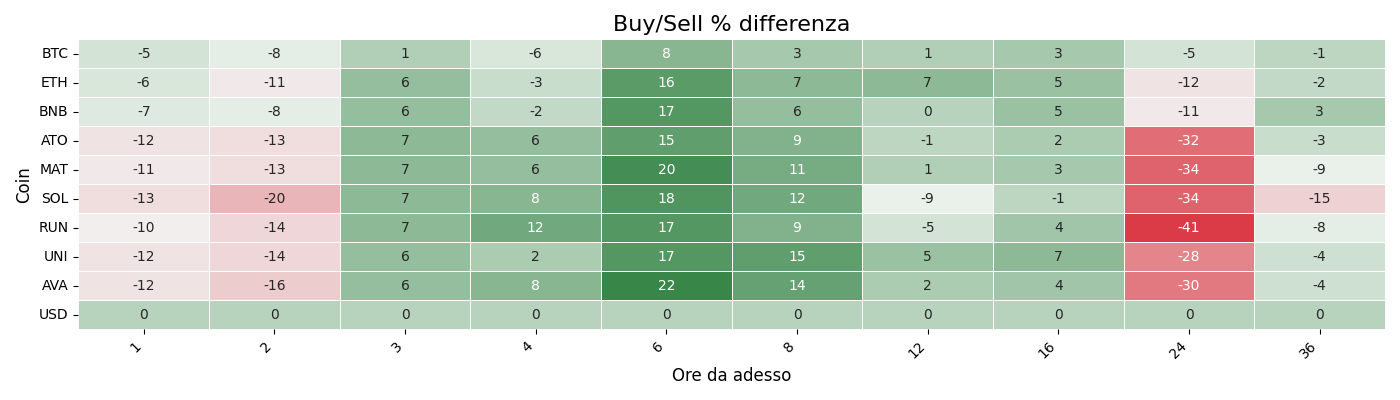 Buy/Sell % differenza
Coin
BTC -5 -8 1 -6 8 3 1 3 -5 -1
ETH -6 -11 6 -3 16 7 7 5 -12 -2
BNB -7 -8 6 -2 17 6 0 5 -11 3
ATO -12 -13 7 6 15 9 -1 2 -32 -3
MAT -11 -13 7 6 20 11 1 3 -34 -9
SOL -13 -20 7 8 18 12 -9 -1 -34 -15
RUN -10 -14 7 12 17 9 -5 4 -41 -8
UNI -12 -14 6 2 17 15 5 7 -28 -4
AVA -12 -16 6 8 22 14 2 4 -30 -4
USD 0 0 0 0 0 0 0 0 0 0
1 2 3 4 6 8 12 16 24 36
Ore da adesso